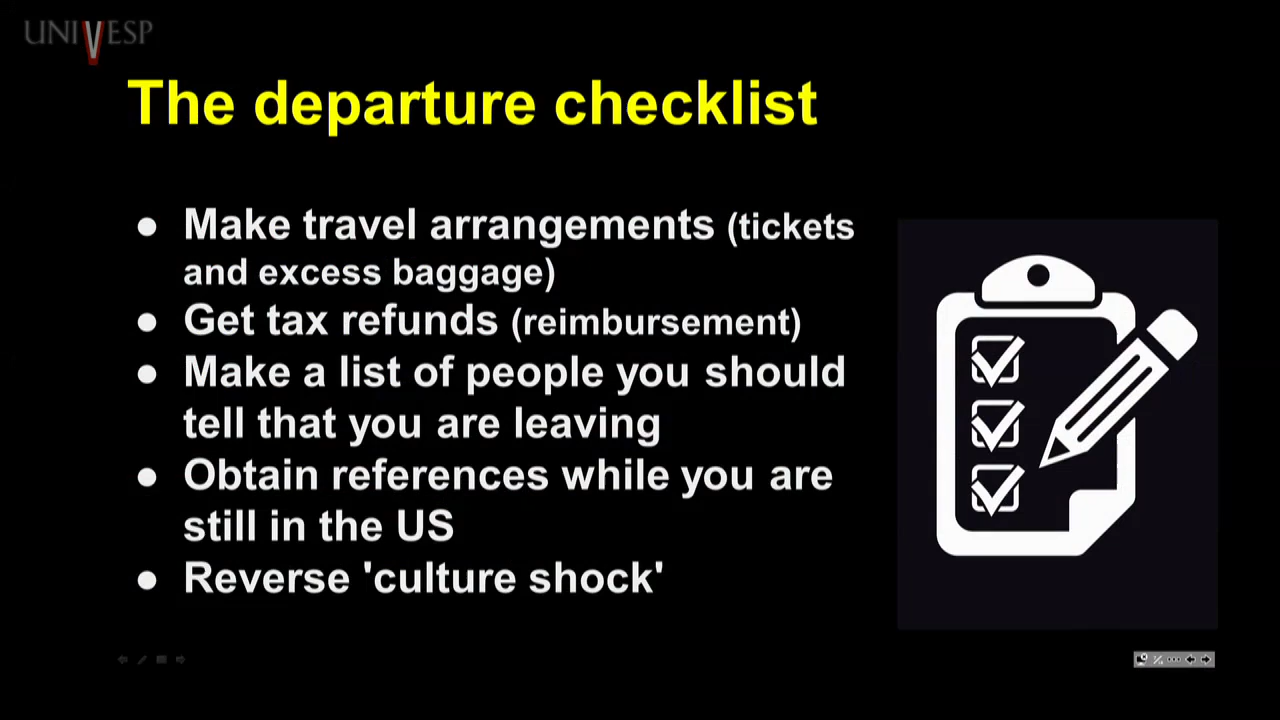 UNIVESP
The departure checklist
● Make travel arrangements (tickets
and excess baggage)
● Get tax refunds (reimbursement)
● Make a list of people you should
tell that you are leaving
● Obtain references while you are
still in the US
● Reverse 'culture shock'